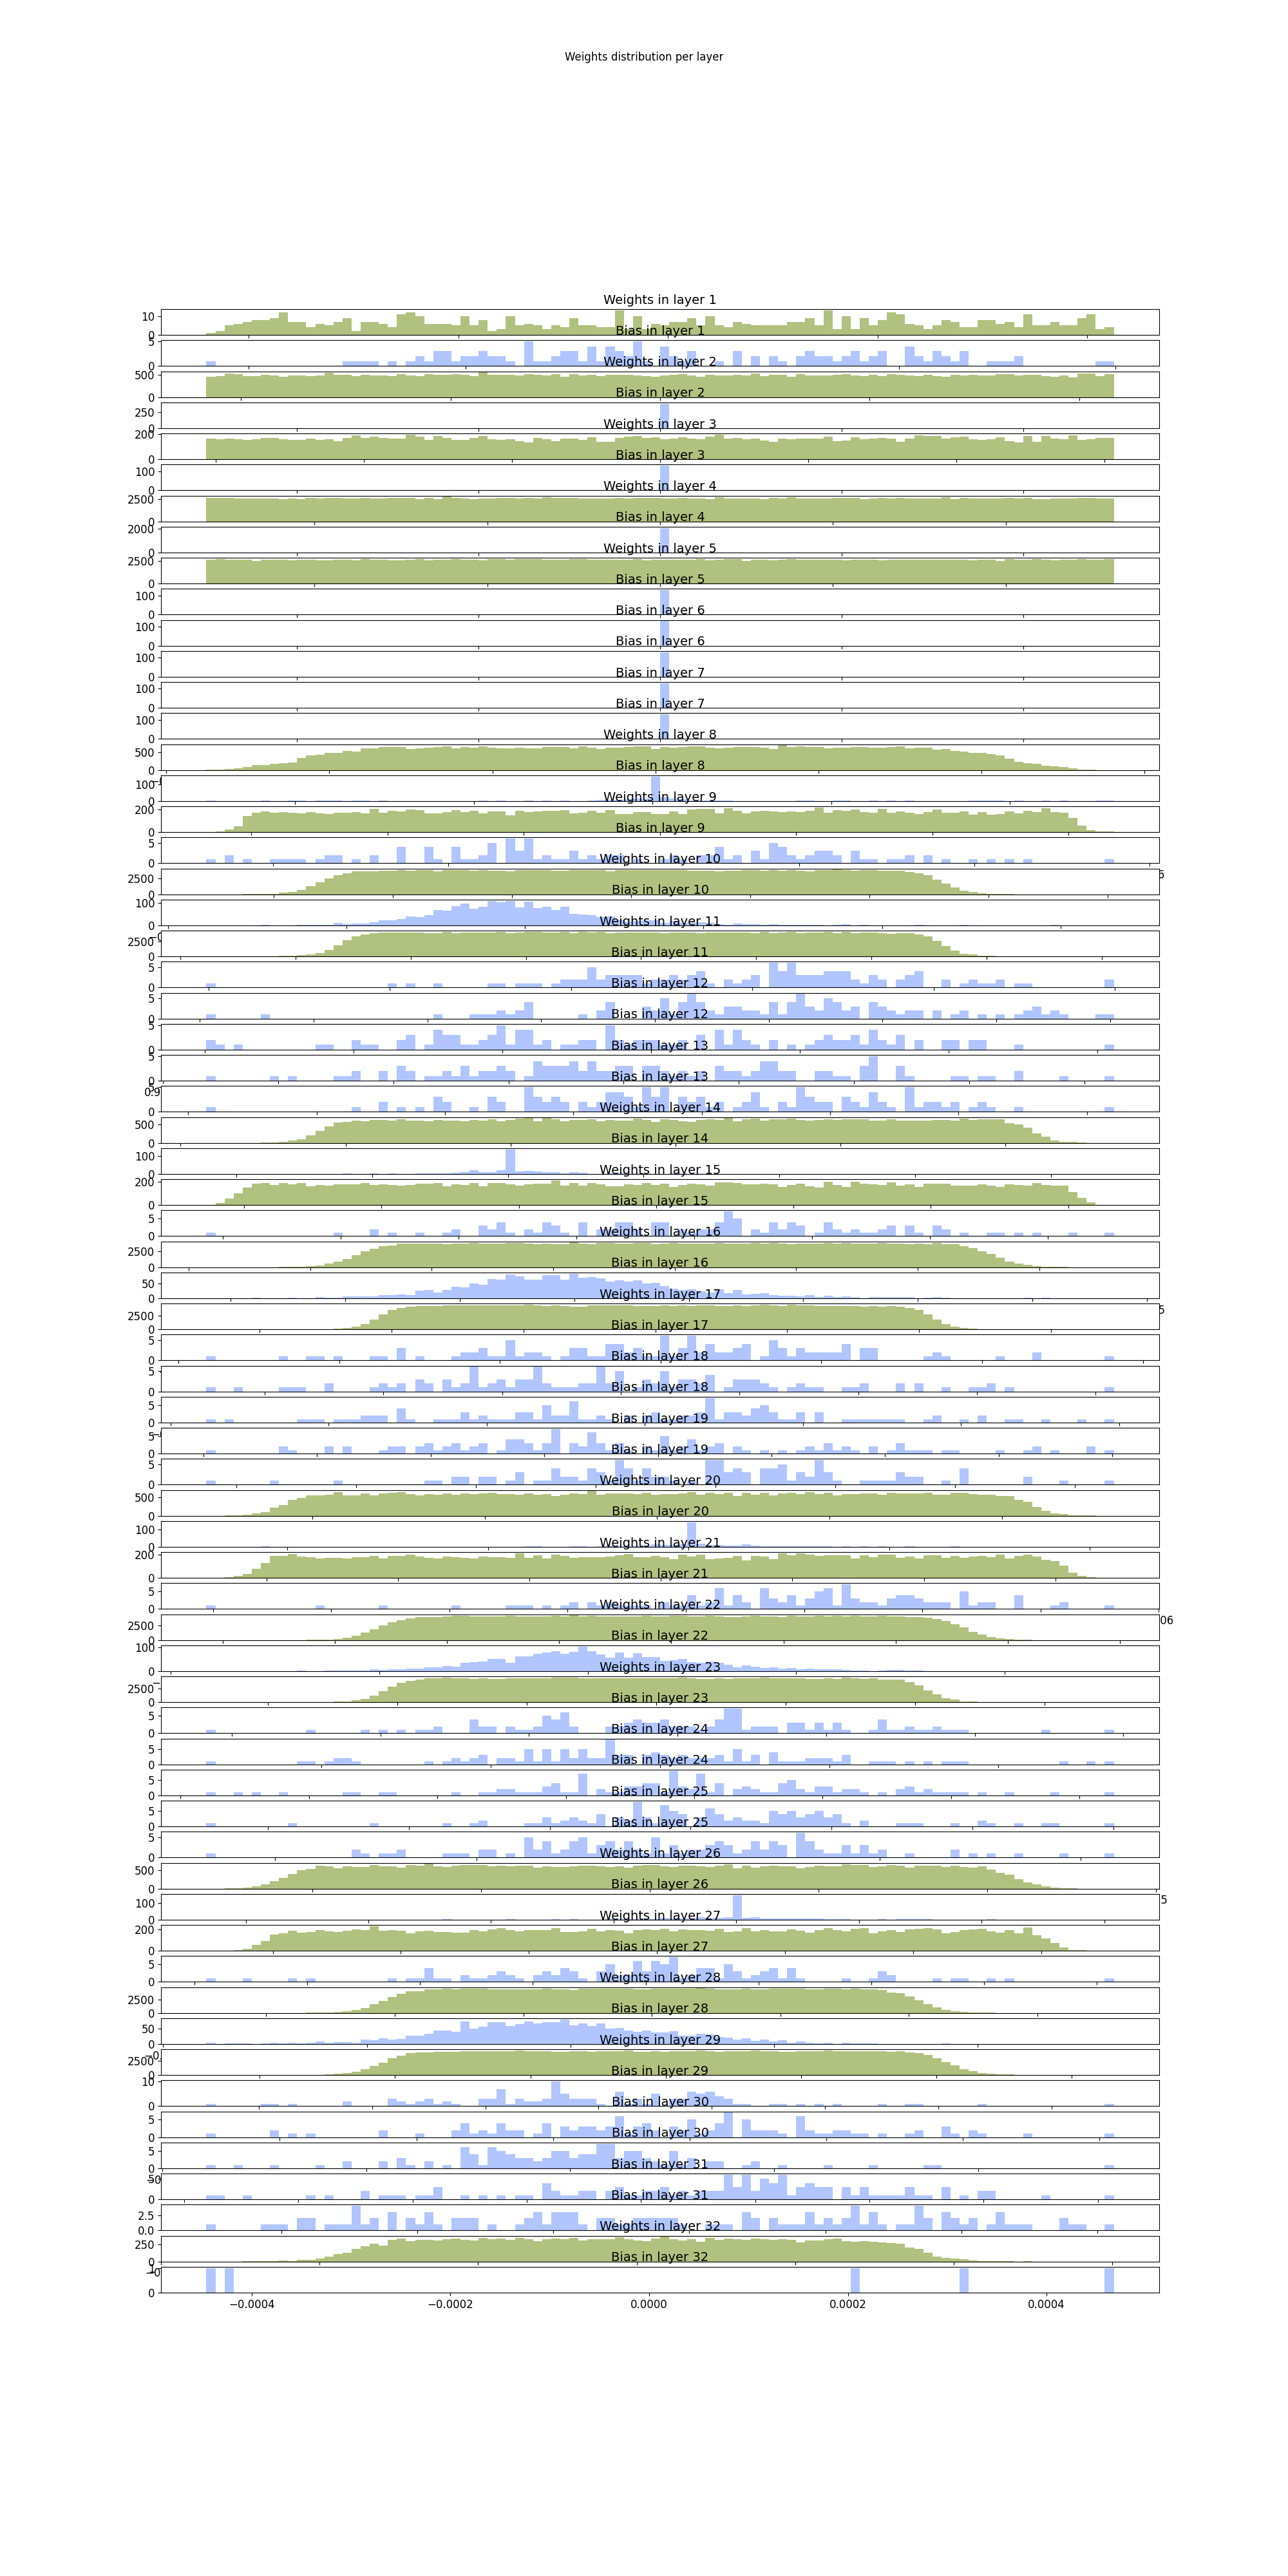 Weights distribution per layer
Weights in layer 1
10
0
Bias in layer 1
5
0
Weights in layer 2
500
0
Bias in layer 2
250
0
Weights in layer 3
200
0
Bias in layer 3
100
0
Weights in layer 4
2500
0
Bias in layer 4
2000
0
Weights in layer 5
2500
0
Bias in layer 5
100
0
Bias in layer 6
100
0
Bias in layer 6
100
0
Bias in layer 7
100
0
Bias in layer 7
100
0
Weights in layer 8
500
0
Bias in layer 8
100
0
Weights in layer 9
200
0
Bias in layer 9
5
0
Weights in layer 10
2500
0
Bias in layer 10
100
0
Weights in layer 11
2500
0
Bias in layer 11
5
0
Bias in layer 12
5
0
Bias in layer 12
5
0
Bias in layer 13
5
0
Bias in layer 13
0
Weights in layer 14
500
0
Bias in layer 14
100
0
Weights in layer 15
200
0
Bias in layer 15
5
0
Weights in layer 16
2500
0
Bias in layer 16
50
0
Weights in layer 17
2500
0
Bias in layer 17
5
0
Bias in layer 18
5
0
Bias in layer 18
5
0
Bias in layer 19
5
0
Bias in layer 19
5
0
Weights in layer 20
500
0
Bias in layer 20
100
0
Weights in layer 21
200
0
Bias in layer 21
5
0
Weights in layer 22
2500
0
Bias in layer 22
100
0
Weights in layer 23
2500
0
Bias in layer 23
5
0
Bias in layer 24
5
0
Bias in layer 24
5
0
Bias in layer 25
5
0
Bias in layer 25
5
0
Weights in layer 26
500
0
Bias in layer 26
100
0
Weights in layer 27
200
0
Bias in layer 27
5
0
Weights in layer 28
2500
0
Bias in layer 28
50
0
Weights in layer 29
2500
0
Bias in layer 29
10
0
Bias in layer 30
5
0
Bias in layer 30
5
0
Bias in layer 31
0
Bias in layer 31
2.5
0.0
Weights in layer 32
250
0
Bias in layer 32
0
−0.0004 −0.0002 0.0000 0.0002 0.0004